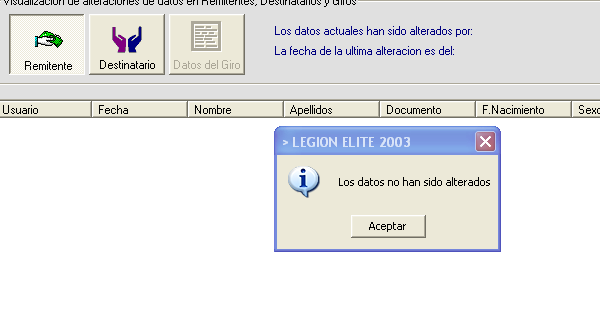 Visualizacion de alteraciones de datos en Remitentes, Destinatarios y Giros
Remitente
Destinatario
Datos del Giro
Los datos actuales han sido alterados por:
La fecha de la ultima alteracion es del:
Usuario Fecha Nombre Apellidos Documento F.Nacimiento Sexo
> LEGION ELITE 2003
Los datos no han sido alterados
Aceptar